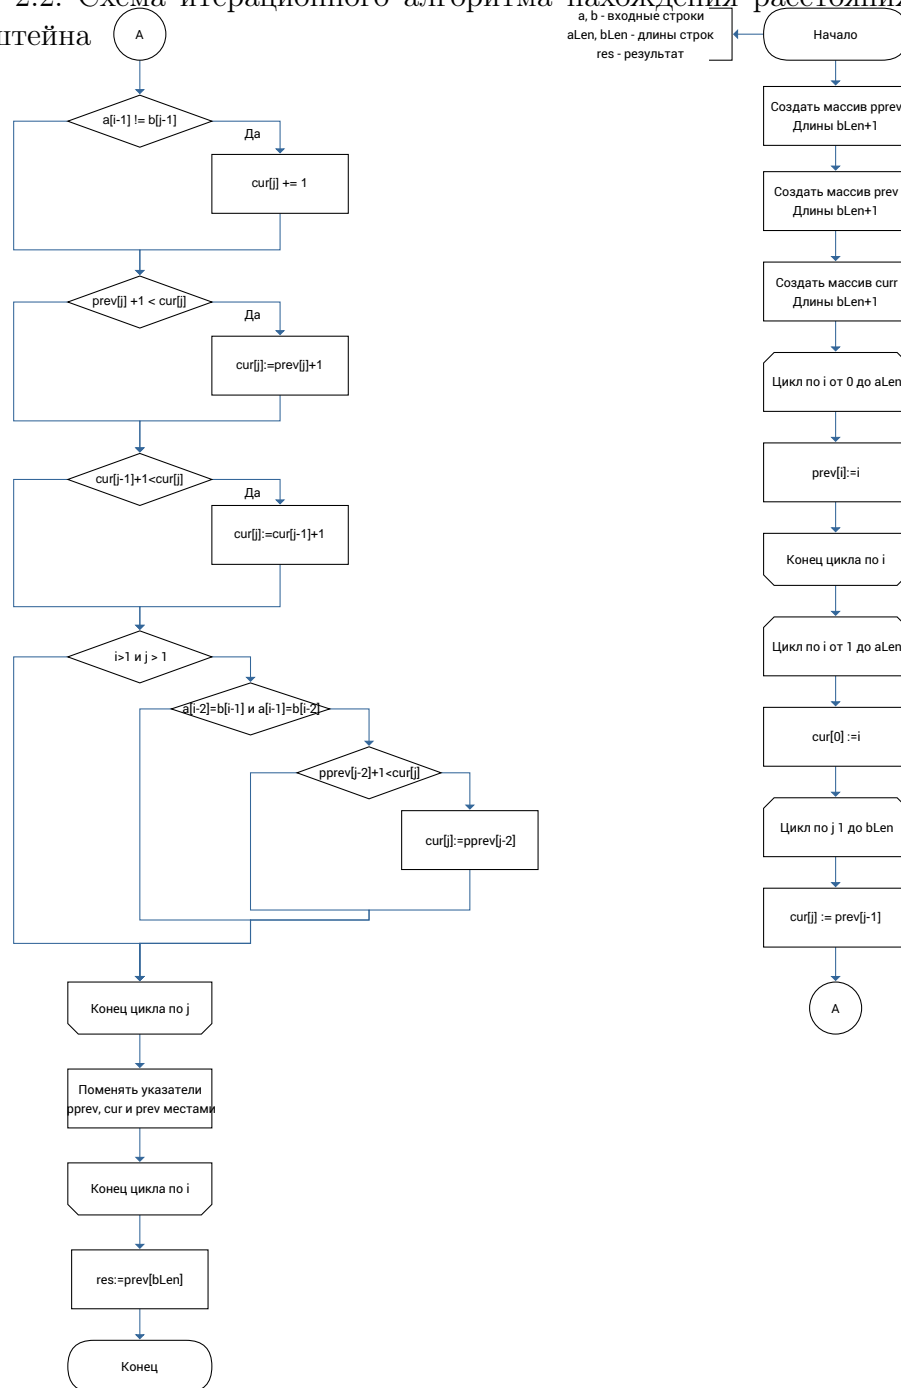 2.2: Схема итерационного алгоритма нахождения расстояния
штейна
A
a[i-1] != b[j-1]
Да
cur[j] += 1
prev[j] +1 < cur[j]
Да
cur[j]:=prev[j]+1
cur[j-1]+1<cur[j]
Да
cur[j]:=cur[j-1]+1
i>1 и j > 1
a[i-2]=b[i-1] и a[i-1]=b[i-2]
pprev[j-2]+1<cur[j]
cur[j]:=pprev[j-2]
Конец цикла по j
Поменять указатели
pprev, cur и prev местами
Конец цикла по i
res:=prev[bLen]
Конец
a, b - входные строки
aLen, bLen - длины строк
res - результат
Начало
Создать массив pprev
Длины bLen+1
Создать массив prev
Длины bLen+1
Создать массив curr
Длины bLen+1
Цикл по i от 0 до aLen
prev[i]:=i
Конец цикла по i
Цикл по i от 1 до aLen
cur[0] :=i
Цикл по j 1 до bLen
cur[j] := prev[j-1]
A